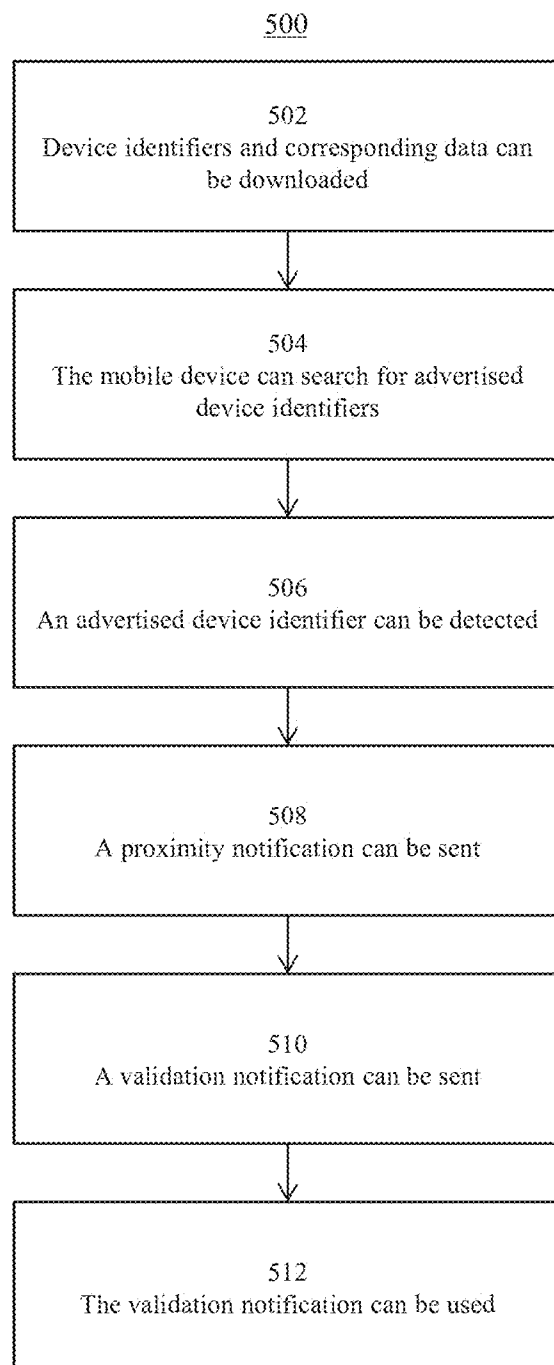 500
502
Device identifiers and corresponding data can
be downloaded
504
The mobile device can search for advertised
device identifiers
506
An advertised device identifier can be detected
508
A proximity notification can be sent
510
A validation notification can be sent
512
The validation notification can be used